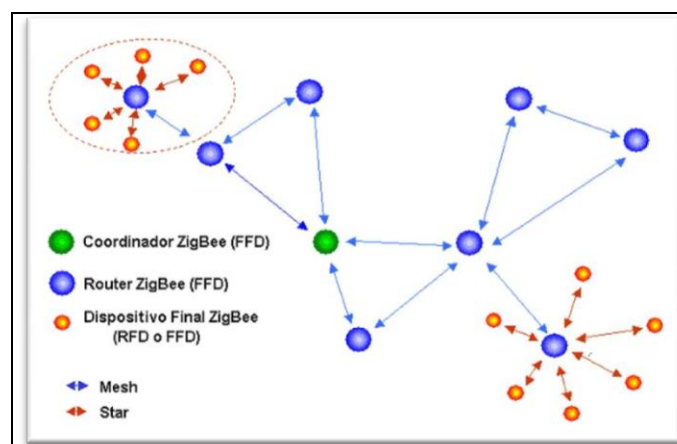 Coordinador ZigBee (FFD)
Router ZigBee (FFD)
Dispositivo Final ZigBee
(RFD o FFD)
Mesh
Star